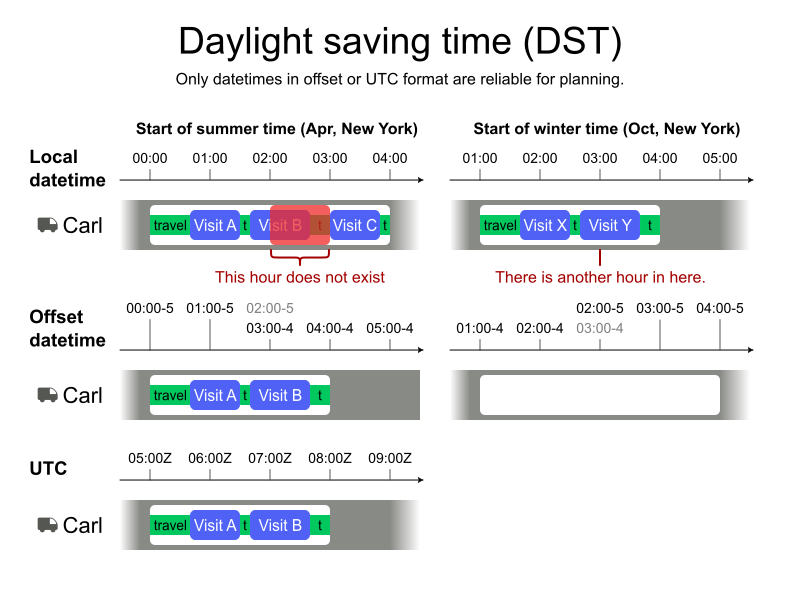 Daylight saving time (DST)
Only datetimes in offset or UTC format are reliable for planning.
Start of summer time (Apr, New York)
Start of winter time (Oct, New York)
Local
datetime
00:00 01:00 02:00 03:00 04:00
01:00 02:00 03:00 04:00 05:00
Carl
travel Visit A t Visit B t Visit C t
travel Visit X t Visit Y t
This hour does not exist
There is another hour in here.
Offset
datetime
00:00-5 01:00-5 02:00-5
03:00-4 04:00-4 05:00-4
02:00-5 03:00-5 04:00-5
01:00-4 02:00-4 03:00-4
Carl
travel Visit A t Visit B t
UTC
05:00Z 06:00Z 07:00Z 08:00Z 09:00Z
Carl
travel Visit A t Visit B t